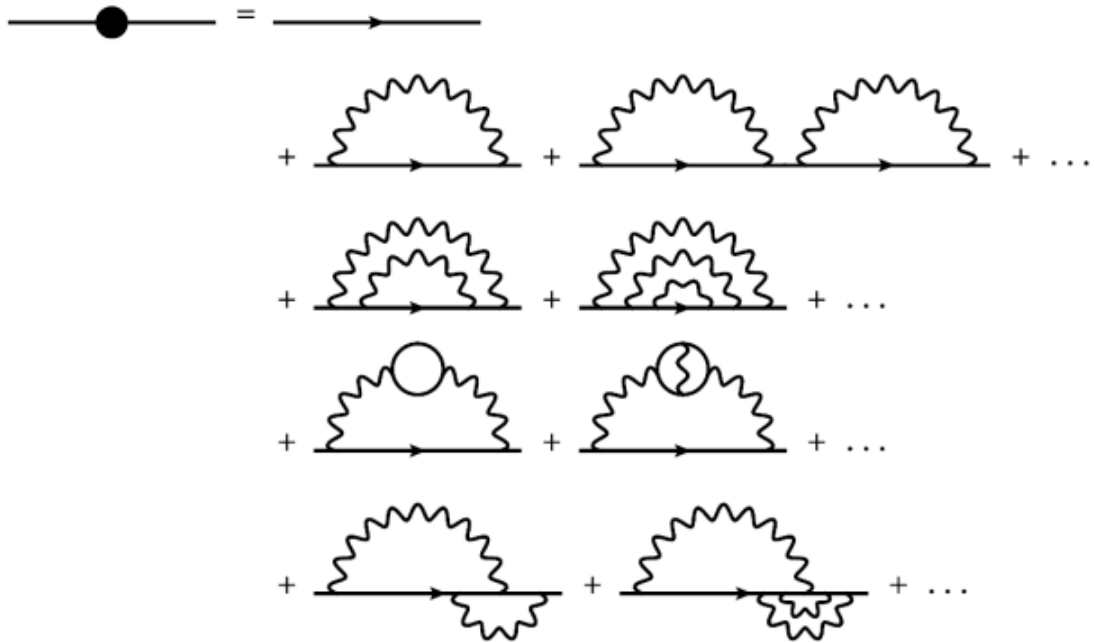 =
+ + + ...
+ + + ...
+ + + ...
+ + + ...